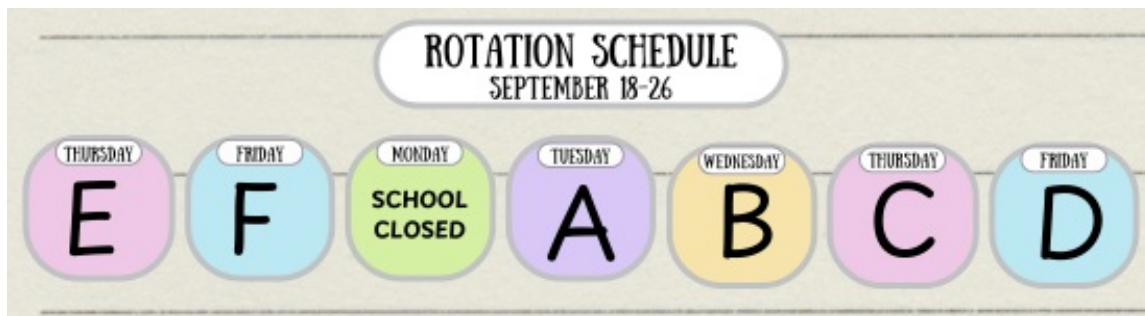 ROTATION SCHEDULE
SEPTEMBER 18-26
THURSDAY
E
FRIDAY
F
MONDAY
SCHOOL
CLOSED
TUESDAY
A
WEDNESDAY
B
THURSDAY
C
FRIDAY
D